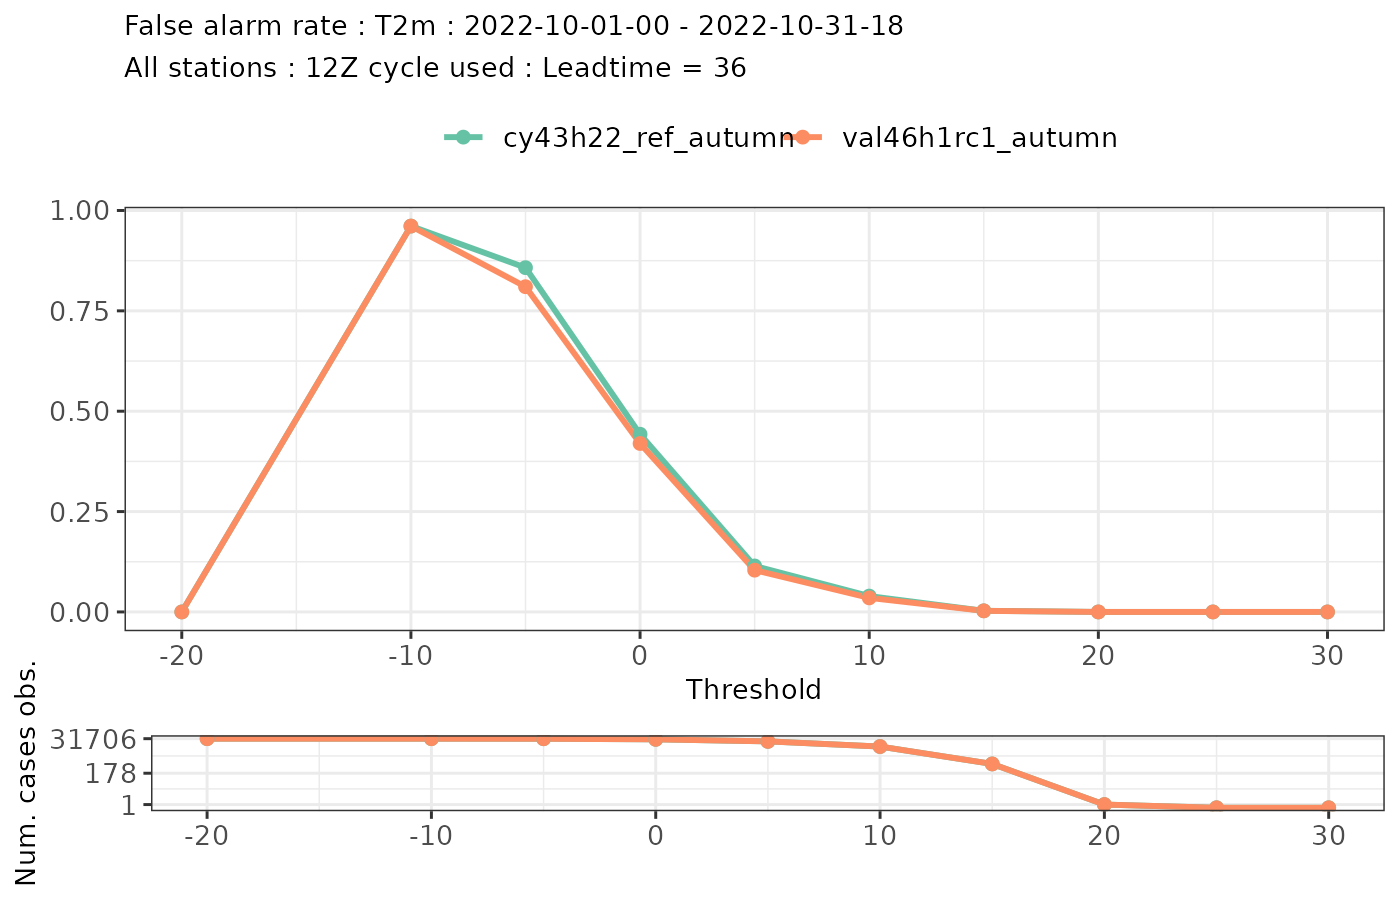 False alarm rate : T2m : 2022-10-01-00 - 2022-10-31-18
All stations : 12Z cycle used : Leadtime = 36
cy43h22_ref_autumn val46h1rc1_autumn
1.00
0.75
0.50
0.25
0.00
-20 -10 0 10 20 30
Threshold
Num. cases obs.
31706
178
1
-20 -10 0 10 20 30